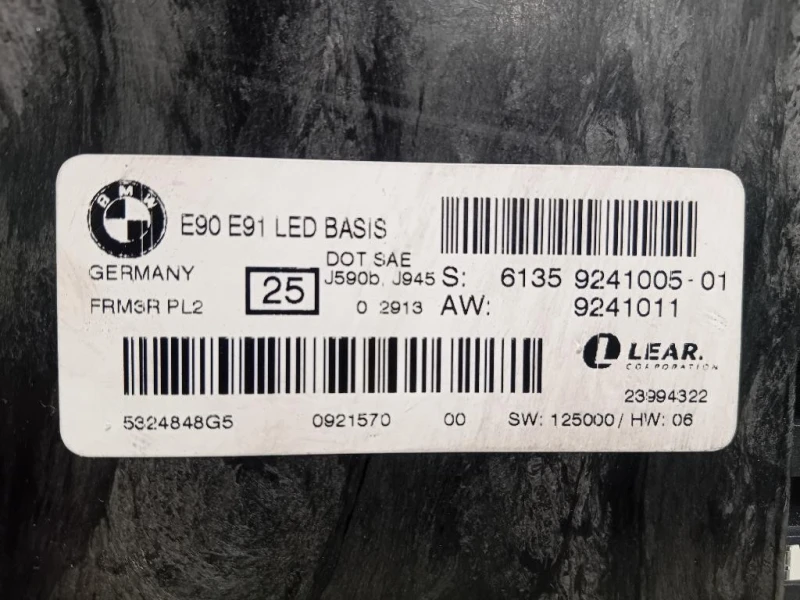 BMW
E90 E91 LED BASIS
GERMANY
FRM3R PL2
25
DOT SAE
J590b, J945
0 2913
S: 6135 9241005-01
AW: 9241011
LEAR.
CORPORATION
23994322
5324848G5 0921570 00 SW: 125000 / HW: 06